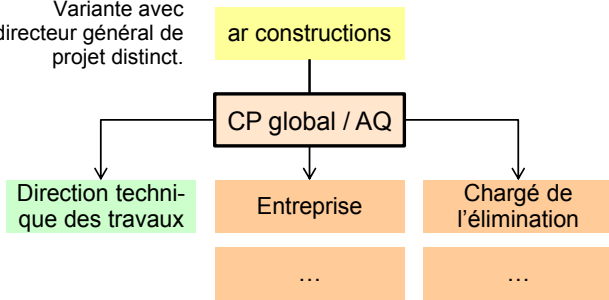 Variante avec
directeur général de
projet distinct.
ar constructions
CP global / AQ
Direction techni-
que des travaux
Entreprise
Chargé de
l'élimination
…
…